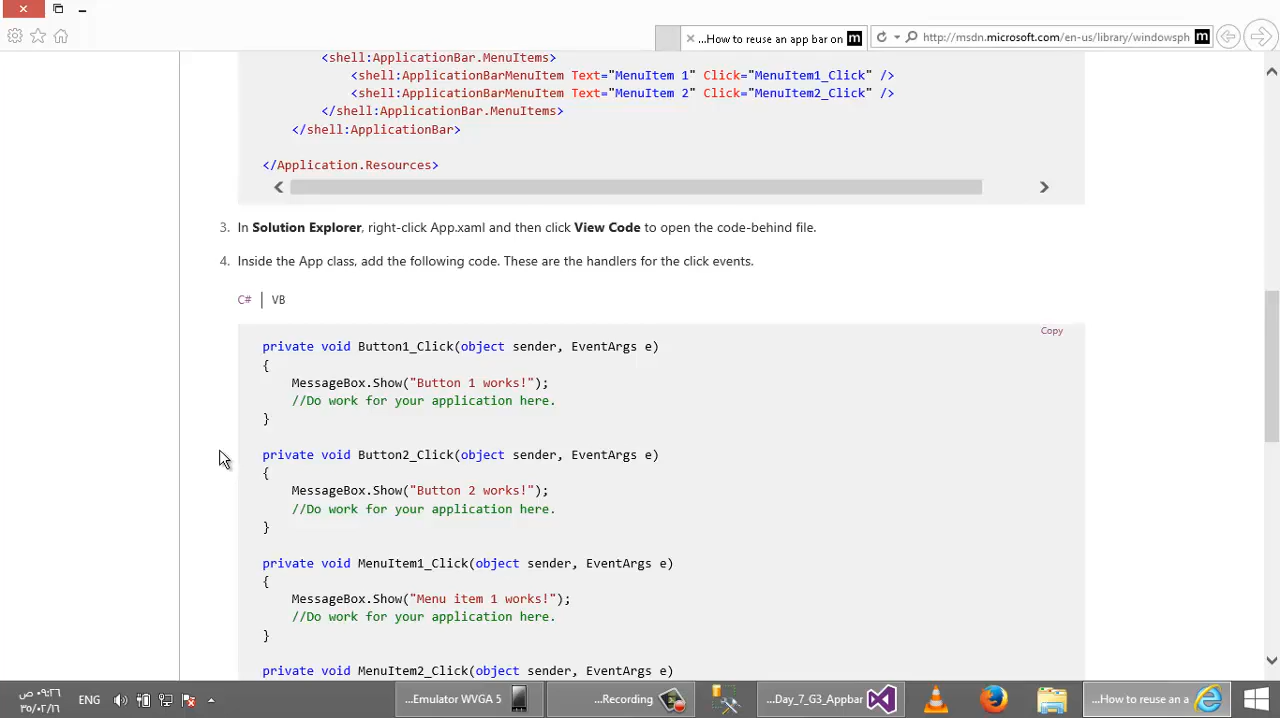 ...How to reuse an app bar on
http://msdn.microsoft.com/en-us/library/windowsph
<shell:ApplicationBar.MenuItems>
<shell:ApplicationBarMenuItem Text="MenuItem 1" Click="MenuItem1_Click" />
<shell:ApplicationBarMenuItem Text="MenuItem 2" Click="MenuItem2_Click" />
</shell:ApplicationBar.MenuItems>
</shell:ApplicationBar>
</Application.Resources>
3. In Solution Explorer, right-click App.xaml and then click View Code to open the code-behind file.
4. Inside the App class, add the following code. These are the handlers for the click events.
C# | VB
Copy
private void Button1_Click(object sender, EventArgs e)
{
MessageBox.Show("Button 1 works!");
//Do work for your application here.
}
private void Button2_Click(object sender, EventArgs e)
{
MessageBox.Show("Button 2 works!");
//Do work for your application here.
}
private void MenuItem1_Click(object sender, EventArgs e)
{
MessageBox.Show("Menu item 1 works!");
//Do work for your application here.
}
private void MenuItem2_Click(object sender, EventArgs e)
٠٩:٢٦ ص
٣٥/٠٢/١٦
ENG
...Emulator WVGA 5
...Recording
...Day_7_G3_Appbar
...How to reuse an a